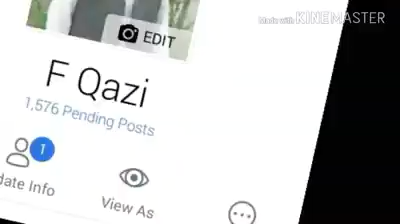 Made with KINEMASTER
EDIT
F Qazi
1,576 Pending Posts
1
date Info
View As